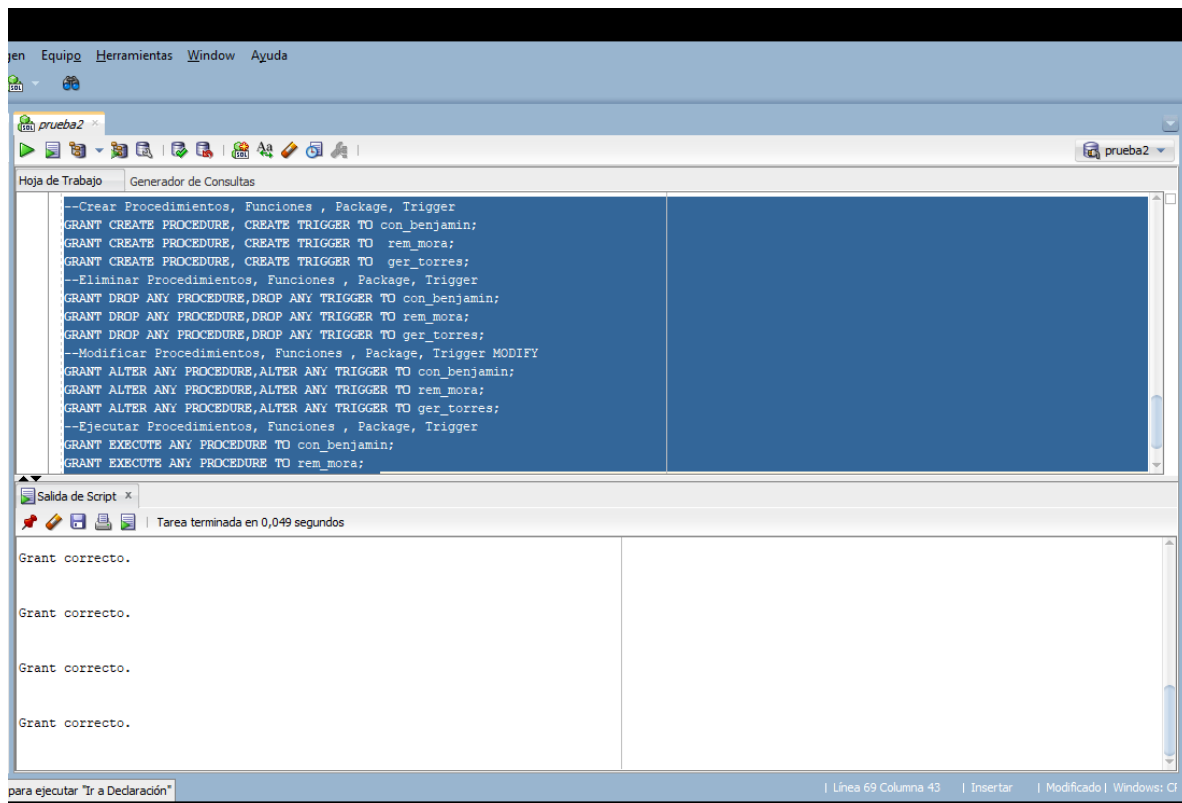 gen Equipo Herramientas Window Ayuda
prueba2
prueba2
Hoja de Trabajo Generador de Consultas
--Crear Procedimientos, Funciones , Package, Trigger
GRANT CREATE PROCEDURE, CREATE TRIGGER TO con_benjamin;
GRANT CREATE PROCEDURE, CREATE TRIGGER TO  rem_mora;
GRANT CREATE PROCEDURE, CREATE TRIGGER TO  ger_torres;
--Eliminar Procedimientos, Funciones , Package, Trigger
GRANT DROP ANY PROCEDURE,DROP ANY TRIGGER TO con_benjamin;
GRANT DROP ANY PROCEDURE,DROP ANY TRIGGER TO rem_mora;
GRANT DROP ANY PROCEDURE,DROP ANY TRIGGER TO ger_torres;
--Modificar Procedimientos, Funciones , Package, Trigger MODIFY
GRANT ALTER ANY PROCEDURE,ALTER ANY TRIGGER TO con_benjamin;
GRANT ALTER ANY PROCEDURE,ALTER ANY TRIGGER TO rem_mora;
GRANT ALTER ANY PROCEDURE,ALTER ANY TRIGGER TO ger_torres;
--Ejecutar Procedimientos, Funciones , Package, Trigger
GRANT EXECUTE ANY PROCEDURE TO con_benjamin;
GRANT EXECUTE ANY PROCEDURE TO rem_mora;
Salida de Script x
Tarea terminada en 0,049 segundos
Grant correcto.
Grant correcto.
Grant correcto.
Grant correcto.
para ejecutar "Ir a Declaración" | Línea 69 Columna 43 | Insertar | Modificado | Windows: